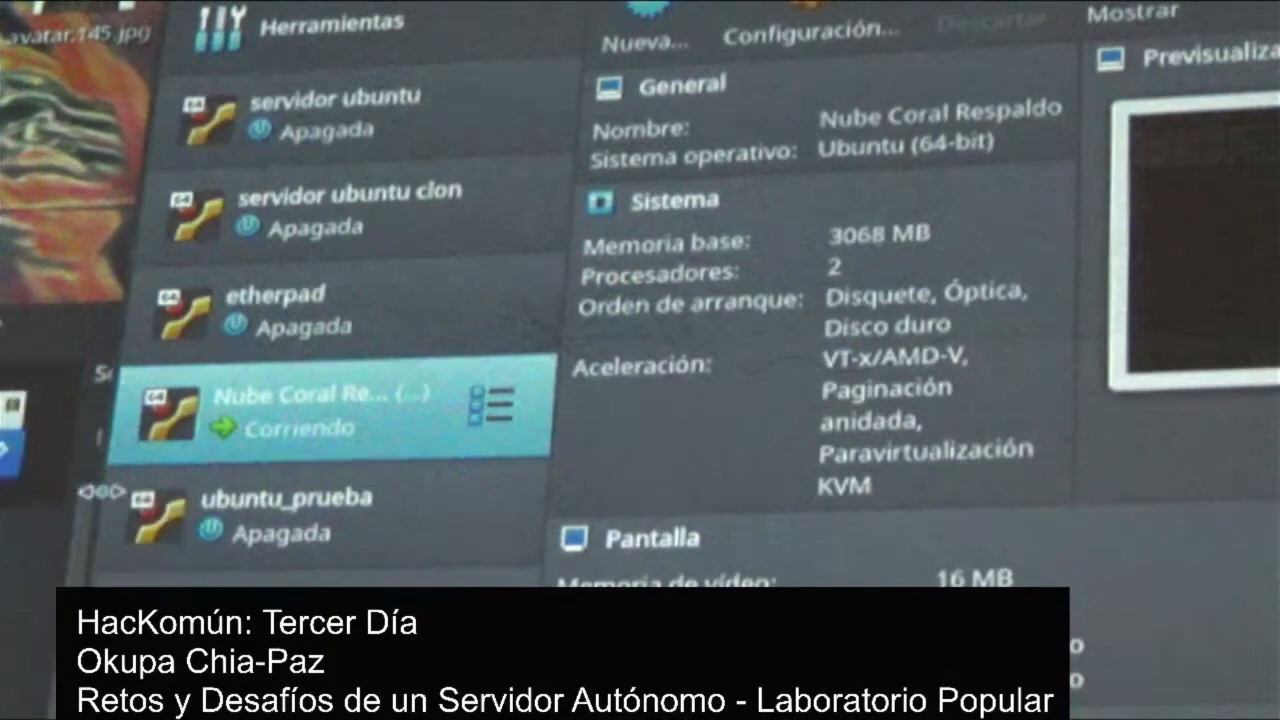 avatar.145.jpg
Herramientas
servidor ubuntu
Apagada
servidor ubuntu clon
Apagada
etherpad
Apagada
Nube Coral Re... (...)
Corriendo
ubuntu_prueba
Apagada
Nueva...
Configuración...
Descartar
Mostrar
General
Nombre: Nube Coral Respaldo
Sistema operativo: Ubuntu (64-bit)
Sistema
Memoria base: 3068 MB
Procesadores: 2
Orden de arranque: Disquete, Óptica,
Disco duro
Aceleración: VT-x/AMD-V,
Paginación
anidada,
Paravirtualización
KVM
Pantalla
Memoria de vídeo: 16 MB
Previsualiza
HacKomún: Tercer Día
Okupa Chia-Paz
Retos y Desafíos de un Servidor Autónomo - Laboratorio Popular